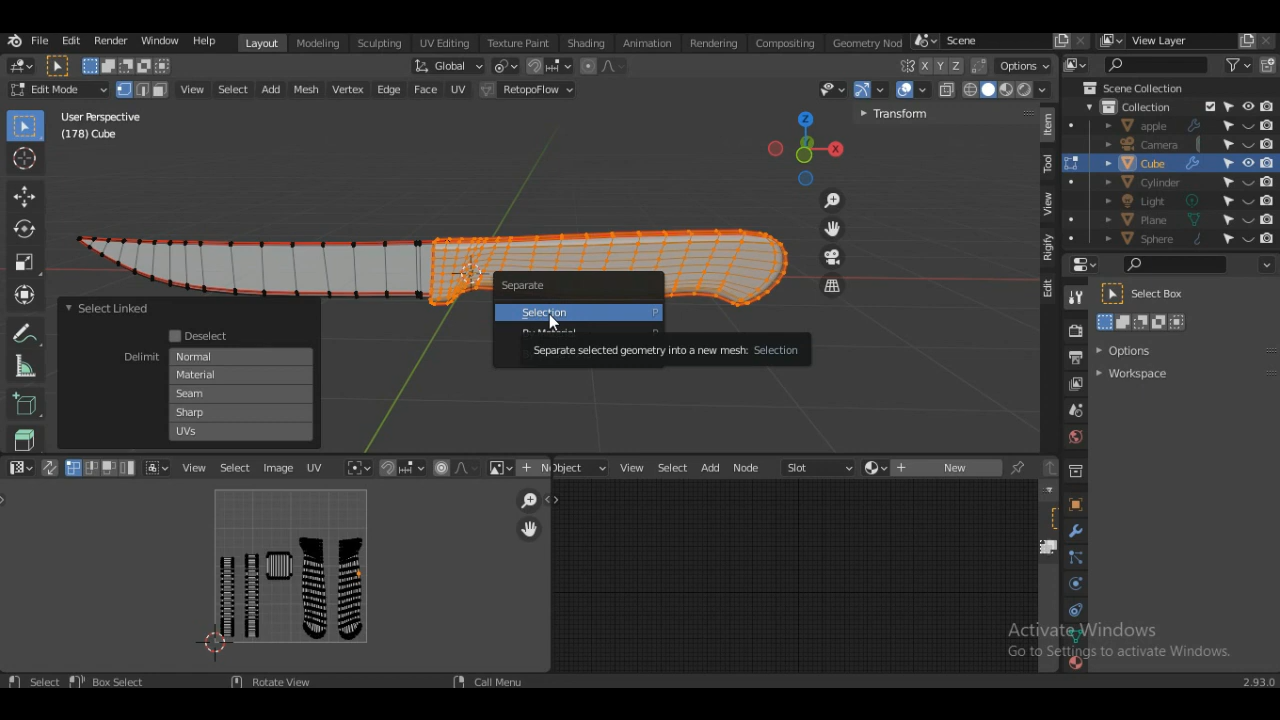 File Edit Render Window Help Layout Modeling Sculpting UV Editing Texture Paint Shading Animation Rendering Compositing Geometry Nod Scene View Layer
Global X Y Z Options
Edit Mode View Select Add Mesh Vertex Edge Face UV RetopoFlow
User Perspective
(178) Cube
Transform
X
Z
Item
Tool
View
Rigify
Edit
Scene Collection
Collection
apple
Camera
Cube
Cylinder
Light
Plane
Sphere
Select Box
Options
Workspace
Select Linked
Deselect
Delimit Normal
Material
Seam
Sharp
UVs
Separate
Selection P
Separate selected geometry into a new mesh: Selection
View Select Image UV
View Select Add Node Slot New
Activate Windows
Go to Settings to activate Windows.
Select Box Select Rotate View Call Menu 2.93.0